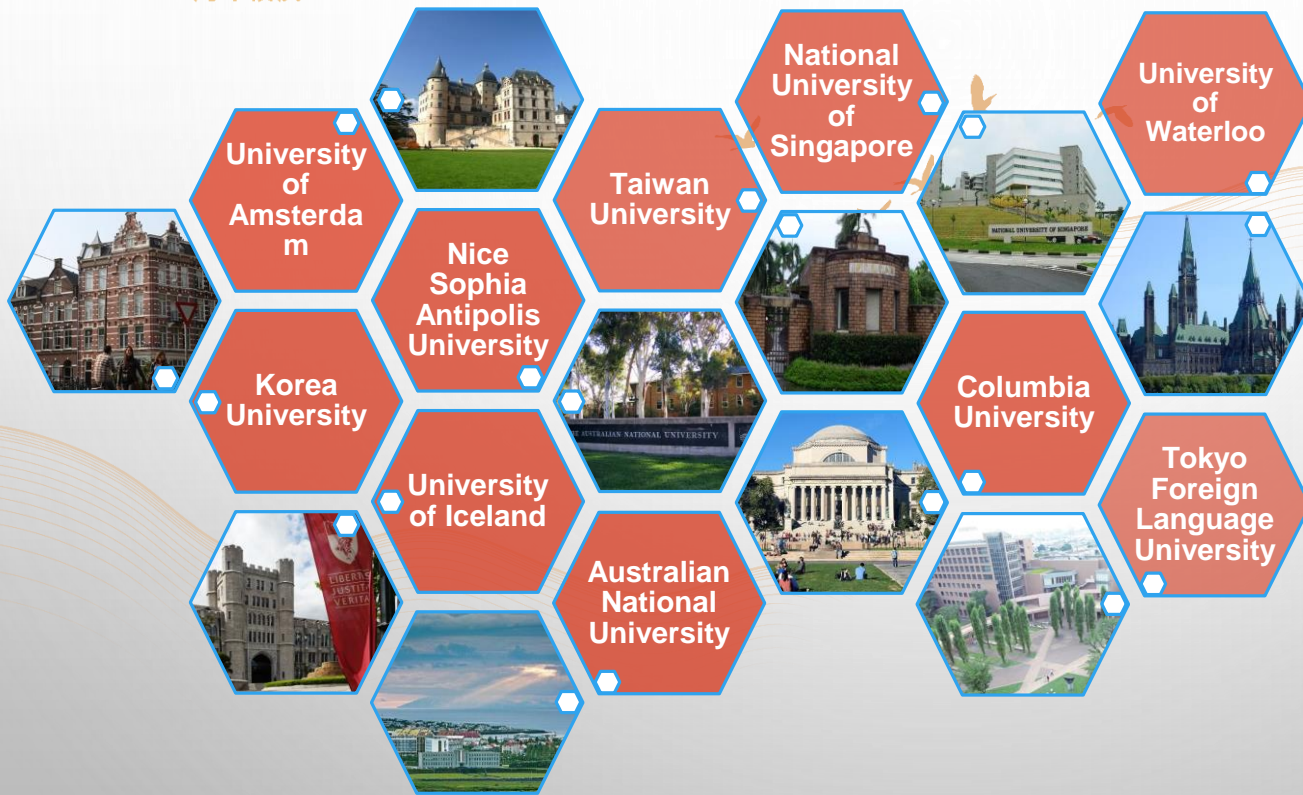 University
of
Amsterda
m
Nice
Sophia
Antipolis
University
Taiwan
University
National
University
of
Singapore
University
of
Waterloo
NATIONAL UNIVERSITY OF SINGAPORE
Korea
University
University
of Iceland
AUSTRALIAN NATIONAL UNIVERSITY
Columbia
University
Tokyo
Foreign
Language
University
Australian
National
University
LIBERTAS
JUSTITIA
VERITAS